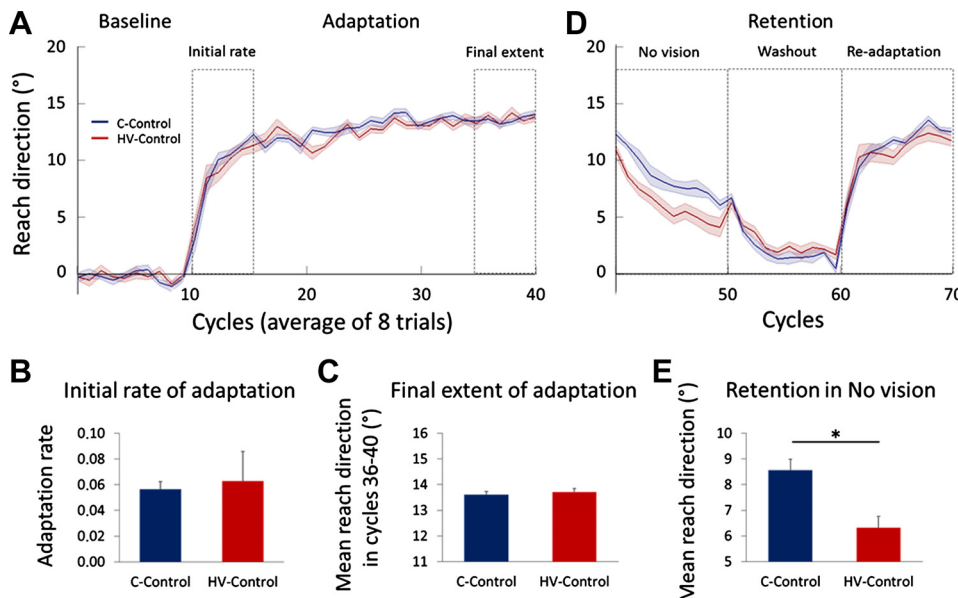 A
Baseline
Adaptation
Initial rate
Final extent
Reach direction (°)
20
15
10
5
0
C-Control
HV-Control
10
20
30
40
Cycles (average of 8 trials)
D
Retention
No vision
Washout
Re-adaptation
20
15
10
5
0
50
60
70
Cycles
B
Initial rate of adaptation
Adaptation rate
0.10
0.08
0.06
0.04
0.02
0.00
C-Control
HV-Control
C
Final extent of adaptation
Mean reach direction
in cycles 36-40 (°)
16
15
14
13
12
11
C-Control
HV-Control
E
Retention in No vision
Mean reach direction (°)
10
9
8
7
6
5
*
C-Control
HV-Control